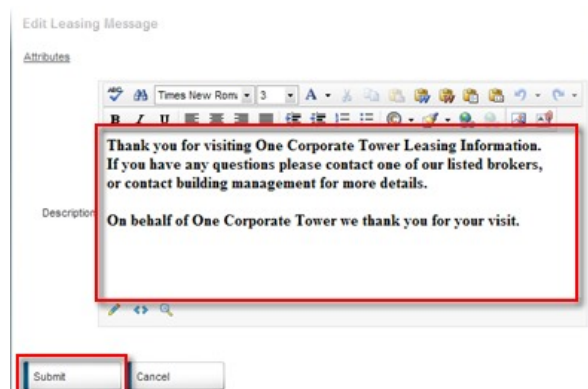 Edit Leasing Message
Attributes
ABC
Times New Rom 3 A
B I U
Thank you for visiting One Corporate Tower Leasing Information.
If you have any questions please contact one of our listed brokers,
or contact building management for more details.
Description
On behalf of One Corporate Tower we thank you for your visit.
Submit Cancel